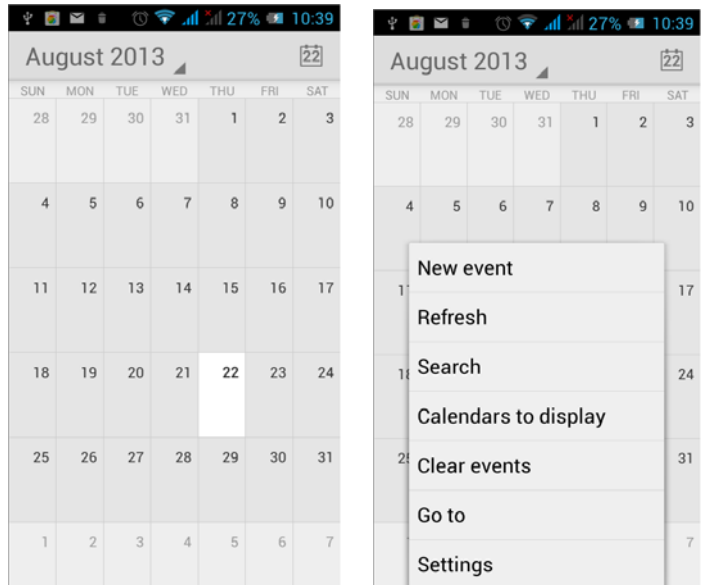 27% 10:39
August 2013 22
SUN MON TUE WED THU FRI SAT
28 29 30 31 1 2 3
4 5 6 7 8 9 10
11 12 13 14 15 16 17
18 19 20 21 22 23 24
25 26 27 28 29 30 31
1 2 3 4 5 6 7
27% 10:39
August 2013 22
SUN MON TUE WED THU FRI SAT
28 29 30 31 1 2 3
4 5 6 7 8 9 10
New event
17
Refresh
Search
24
Calendars to display
Clear events
31
Go to
7
Settings